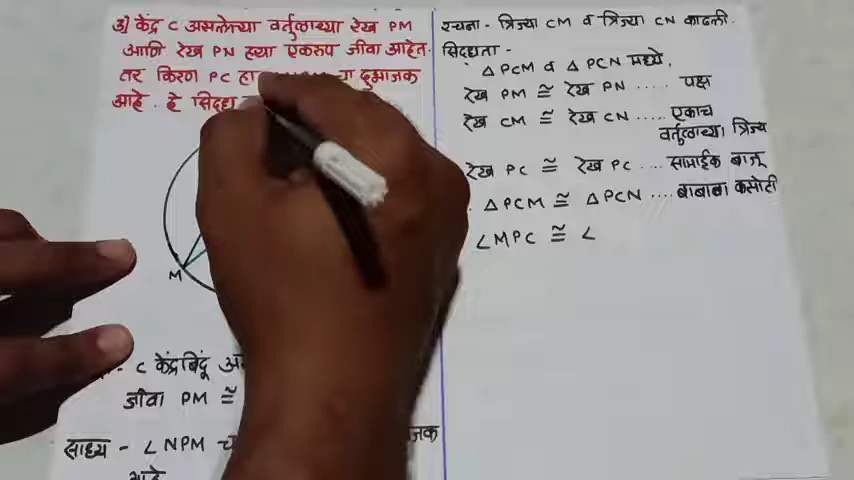 3) केंद्र C असलेल्या वर्तुळाच्या रेख PM
आणि रेख PN ह्या एकरुप जीवा आहेत.
तर किरण PC हा चा दुभाजक
आहे. हे सिद्ध
M
C केंद्रबिंदू
जीवा PM ≅
साध्य - ∠NPM
आहे
रचना - त्रिज्या CM व त्रिज्या CN काढली.
सिद्धता -
△PCM व △PCN मध्ये,
रेख PM ≅ रेख PN ..... पक्ष
रेख CM ≅ रेख CN ..... एकाच
वर्तुळाच्या त्रिज्या
रेख PC ≅ रेख PC .... सामाईक बाजू
△PCM ≅ △PCN .... बाबाबा कसोटी
∠MPC ≅ ∠